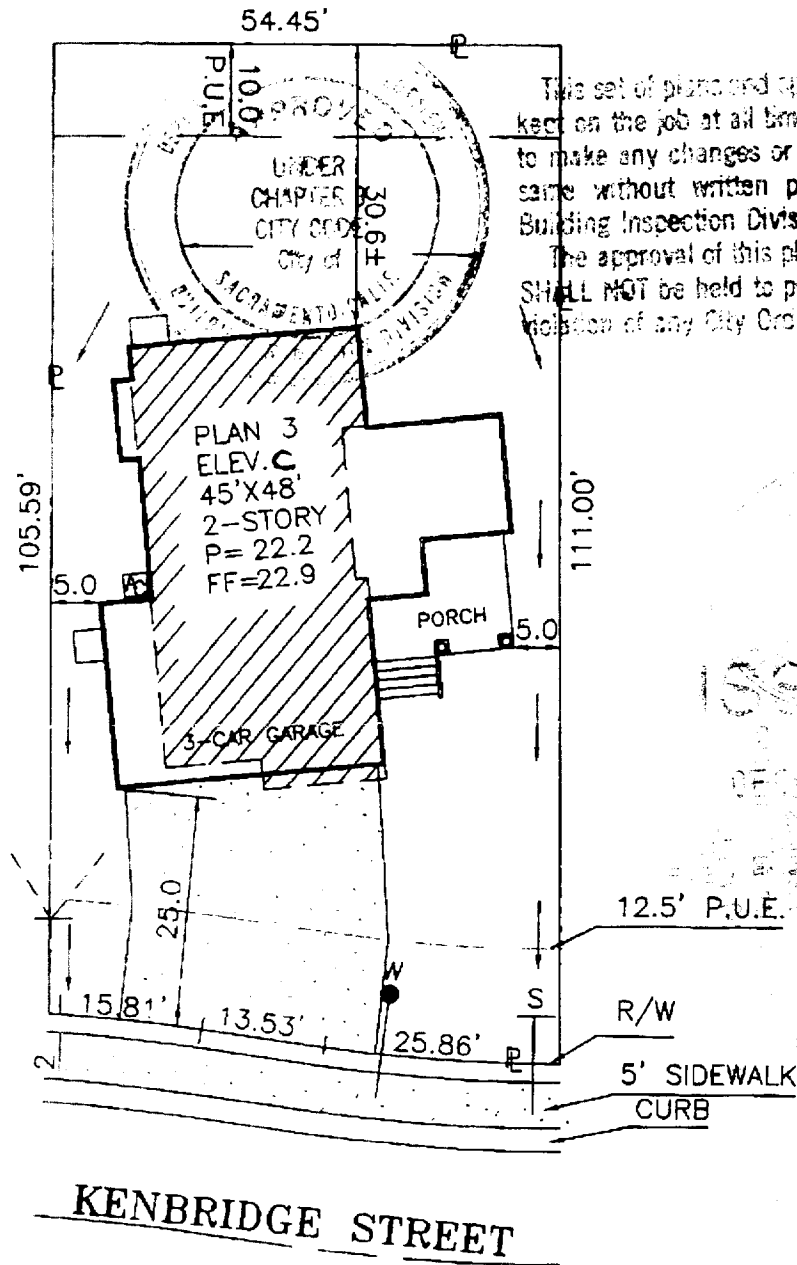 54.45'
10.0'
P.U.E.
This set of plans and
kept on the job at all
to make any changes or
same without written
Building Inspection
The approval of this
SHALL NOT be held to
violation of any City
UNDER
CHAPTER
CITY CODE
City of
SACRAMENTO, CALIF.
DIVISION
30.6±
PLAN 3
ELEV. C
45'X48'
2-STORY
P= 22.2
FF=22.9
105.59'
111.00'
5.0
PORCH
5.0
3-CAR GARAGE
25.0
12.5' P.U.E.
W
S
15.81'
13.53'
25.86'
R/W
2
5' SIDEWALK
CURB
KENBRIDGE STREET